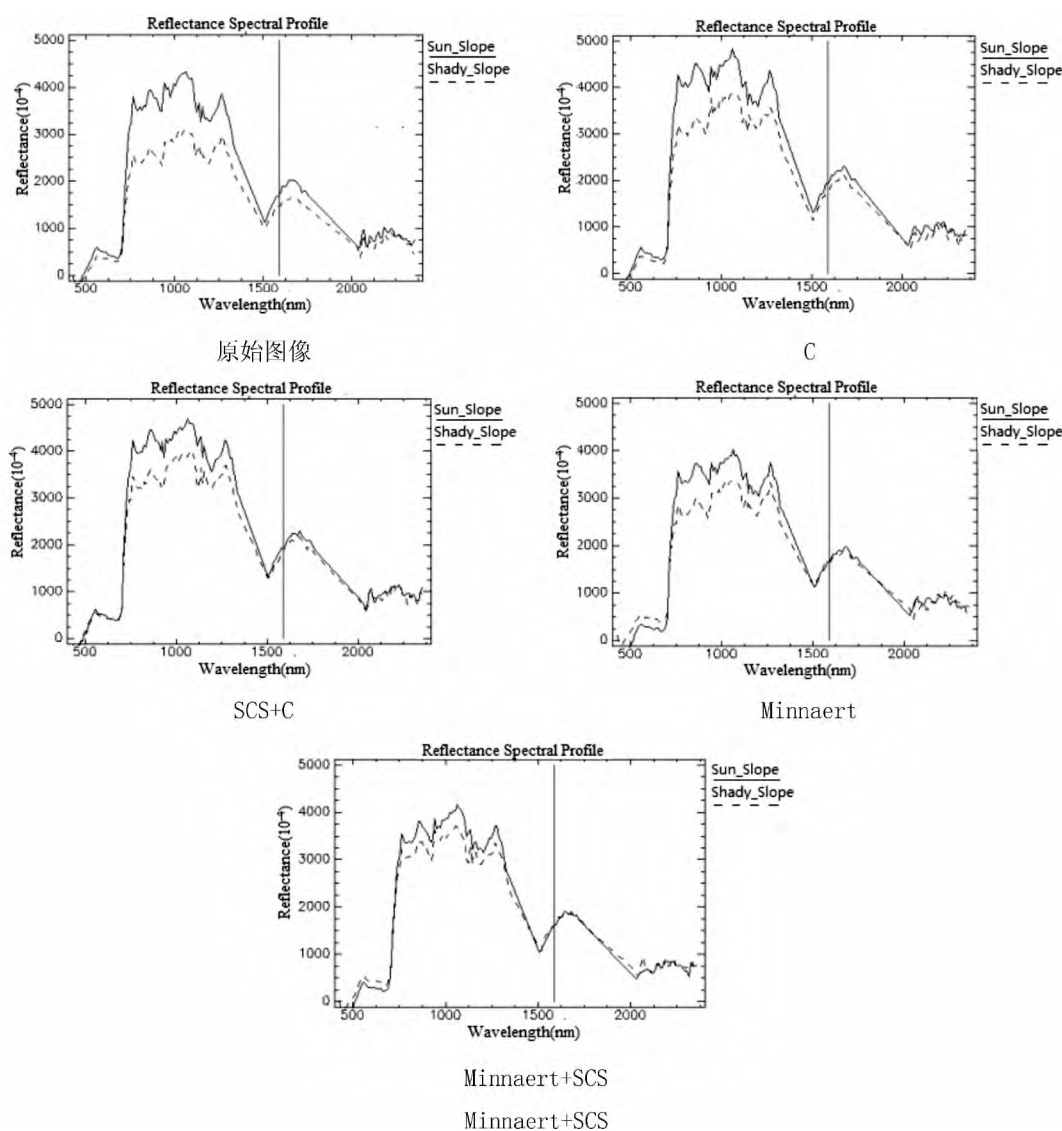 Reflectance Spectral Profile
Sun_Slope
Shady_Slope
5000
4000
3000
2000
1000
0
Reflectance(10⁻⁴)
500
1000
1500
2000
Wavelength(nm)
原始图像
Reflectance Spectral Profile
Sun_Slope
Shady_Slope
5000
4000
3000
2000
1000
0
Reflectance(10⁻⁴)
500
1000
1500
2000
Wavelength(nm)
C
Reflectance Spectral Profile
Sun_Slope
Shady_Slope
5000
4000
3000
2000
1000
0
Reflectance(10⁻⁴)
500
1000
1500
2000
Wavelength(nm)
SCS+C
Reflectance Spectral Profile
Sun_Slope
Shady_Slope
5000
4000
3000
2000
1000
0
Reflectance(10⁻⁴)
500
1000
1500
2000
Wavelength(nm)
Minnaert
Reflectance Spectral Profile
Sun_Slope
Shady_Slope
5000
4000
3000
2000
1000
0
Reflectance(10⁻⁴)
500
1000
1500
2000
Wavelength(nm)
Minnaert+SCS
Minnaert+SCS